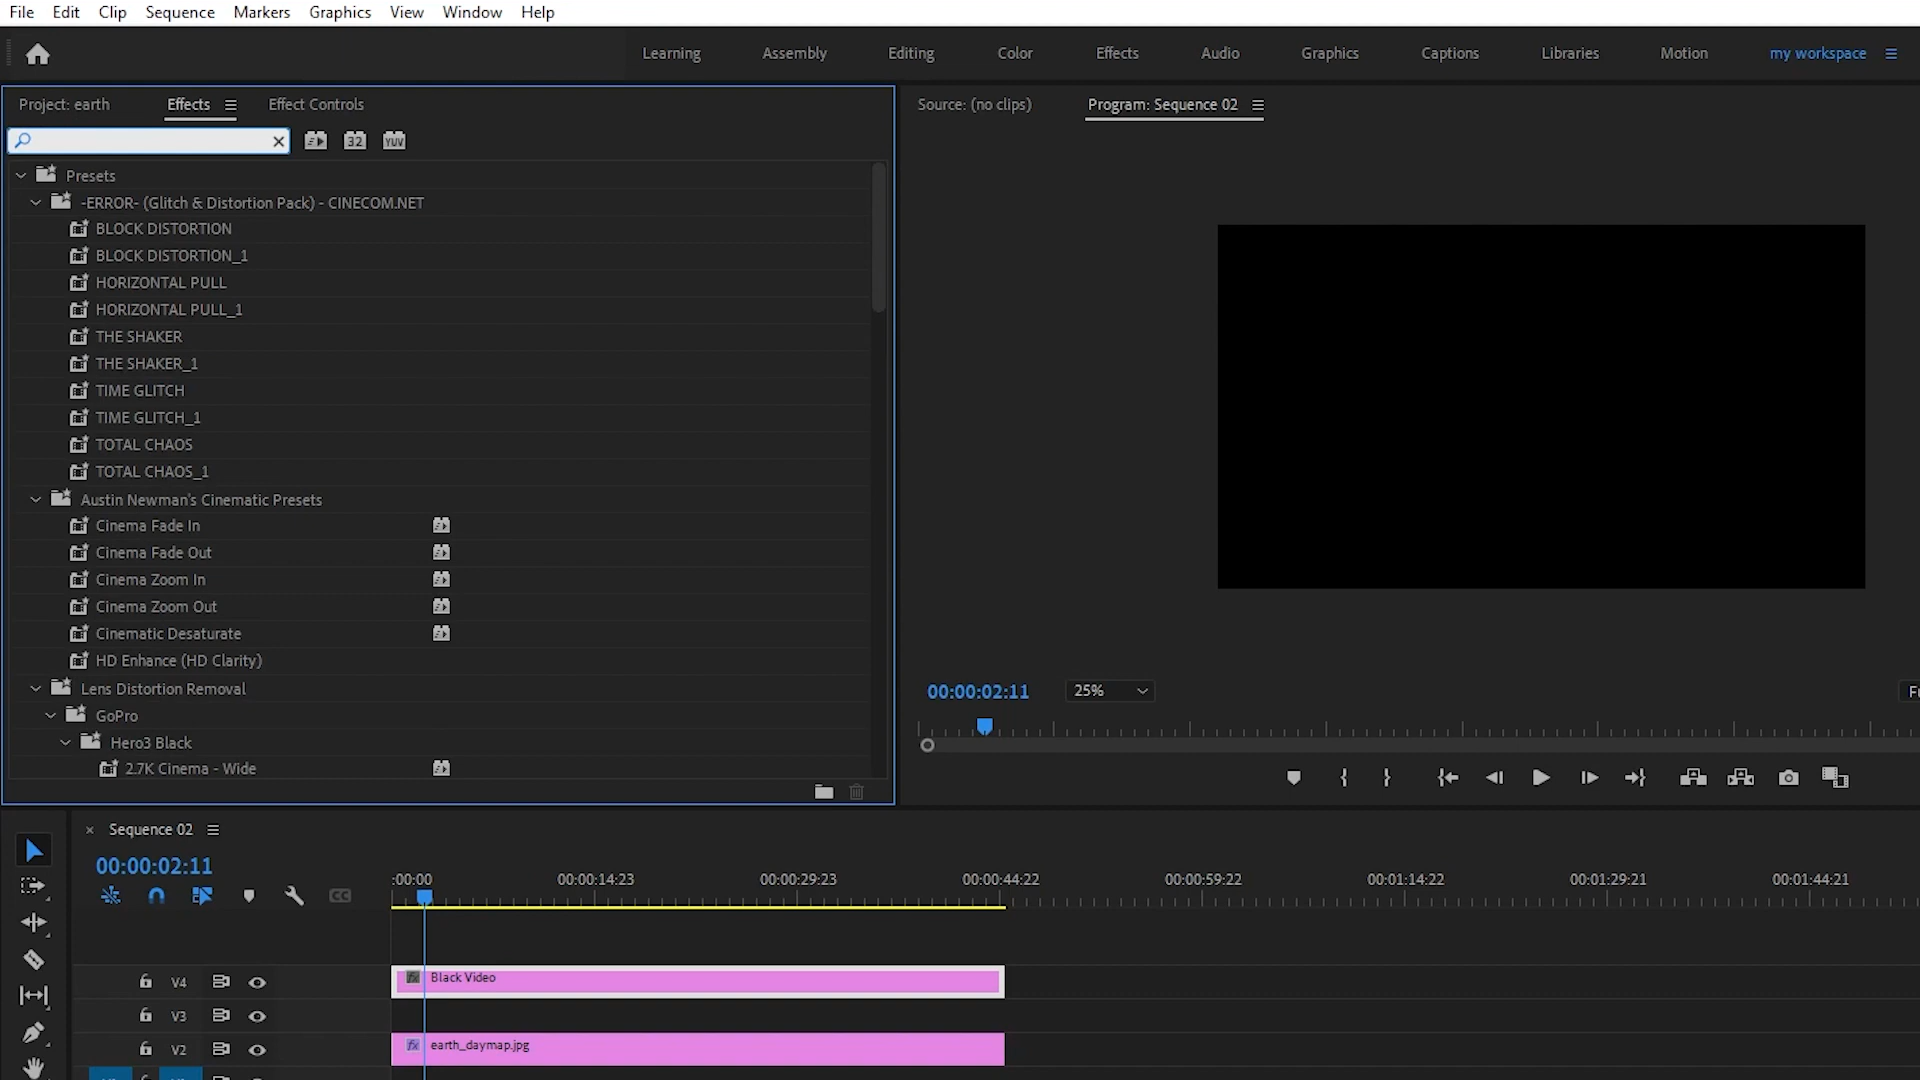 File Edit Clip Sequence Markers Graphics View Window Help
Learning Assembly Editing Color Effects Audio Graphics Captions Libraries Motion my workspace
Project: earth Effects Effect Controls
Source: (no clips) Program: Sequence 02
32 YUV
Presets
-ERROR- (Glitch & Distortion Pack) - CINECOM.NET
BLOCK DISTORTION
BLOCK DISTORTION_1
HORIZONTAL PULL
HORIZONTAL PULL_1
THE SHAKER
THE SHAKER_1
TIME GLITCH
TIME GLITCH_1
TOTAL CHAOS
TOTAL CHAOS_1
Austin Newman's Cinematic Presets
Cinema Fade In
Cinema Fade Out
Cinema Zoom In
Cinema Zoom Out
Cinematic Desaturate
HD Enhance (HD Clarity)
Lens Distortion Removal
GoPro
Hero3 Black
2.7K Cinema - Wide
00:00:02:11 25%
Sequence 02
00:00:02:11
:00:00 00:00:14:23 00:00:29:23 00:00:44:22 00:00:59:22 00:01:14:22 00:01:29:21 00:01:44:21
CC
V4 fx Black Video
V3
V2 fx earth_daymap.jpg